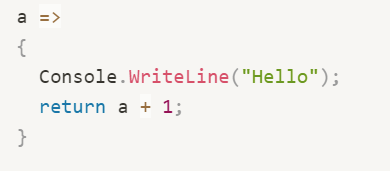 a =>
{
  Console.WriteLine("Hello");
  return a + 1;
}